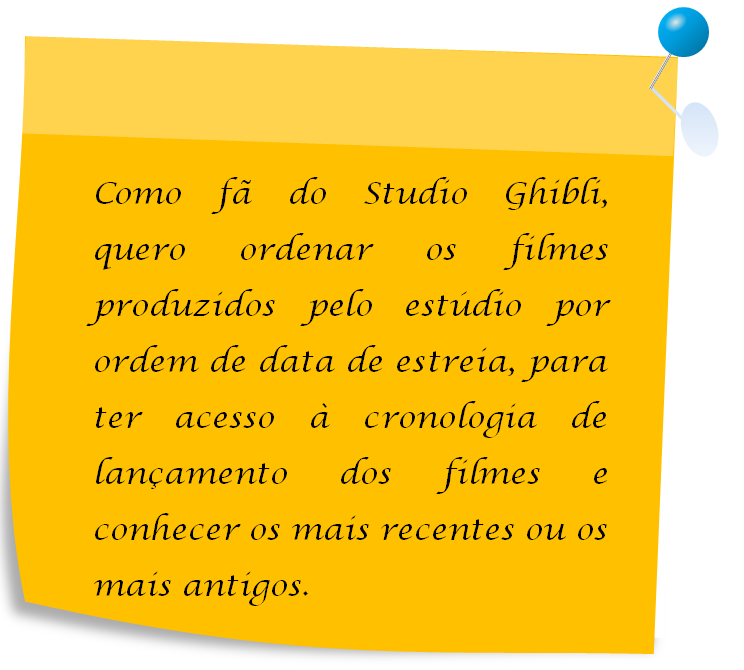 Como fã do Studio Ghibli,
quero ordenar os filmes
produzidos pelo estúdio por
ordem de data de estreia, para
ter acesso à cronologia de
lançamento dos filmes e
conhecer os mais recentes ou os
mais antigos.